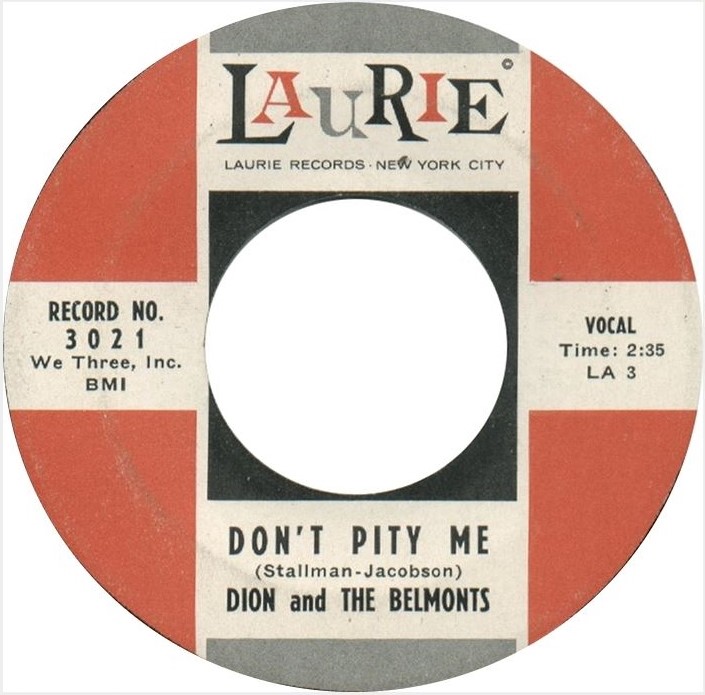 LAURIE
LAURIE RECORDS · NEW YORK CITY
RECORD NO.
3021
We Three, Inc.
BMI
VOCAL
Time: 2:35
LA 3
DON'T PITY ME
(Stallman-Jacobson)
DION and THE BELMONTS